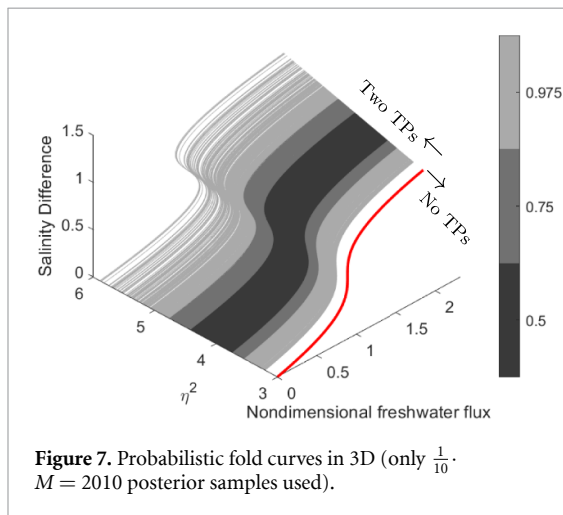 Two TPs ←
→ No TPs
Salinity Difference
1.5
1
0.5
0
6
5
4
3
η²
0
0.5
1
1.5
2
Nondimensional freshwater flux
0.975
0.75
0.5
Figure 7. Probabilistic fold curves in 3D (only 1/10 ·
M = 2010 posterior samples used).